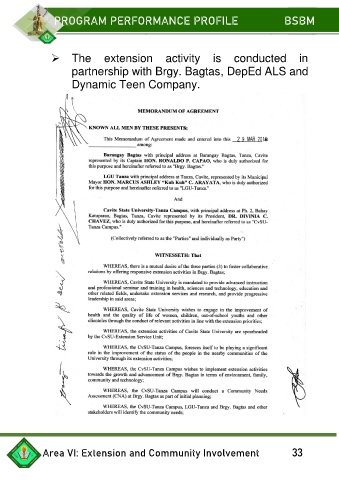 PROGRAM PERFORMANCE PROFILE BSBM
➢ The extension activity is conducted in
partnership with Brgy. Bagtas, DepEd ALS and
Dynamic Teen Company.
MEMORANDUM OF AGREEMENT
KNOW ALL MEN BY THESE PRESENTS:
This Memorandum of Agreement made and entered into this 2 3 MAR
among:
Barangay Bagtas with principal address at Barangay Bagtas, Tanza, Cavite
represented by its Captain HON. RONALDO P. CAPAO, who is duly authorized for
this purpose and hereinafter referred to as "Brgy. Bagtas."
LGU Tanza with principal address at Tanza, Cavite, represented by its Municipal
Mayor HON. MARCUS ASHLEY "Kuh Kuh" C. ARAYATA, who is duly authorized
for this purpose and hereinafter referred to as "LGU-Tanza."
And
Cavite State University-Tanza Campus, with principal address at Ph. 2, Bahay
Katuparan, Bagtas, Tanza, Cavite represented by its President, DR. DIVINIA C.
CHAVEZ, who is duly authorized for this purpose, and hereinafter referred to as "CvSU-
Tanza Campus."
(Collectively referred to as the "Parties" and individually as Party")
WITNESSETH: That
WHEREAS, there is a mutual desire of the three parties (3) to foster collaborative
relations by offering responsive extension activities in Brgy. Bagtas;
WHEREAS, Cavite State University is mandated to provide advanced instruction
and professional seminar and training in health, sciences and technology, education and
other related fields, undertake extension services and research, and provide progressive
leadership in said areas;
WHEREAS, Cavite State University wishes to engage in the improvement of
health and the quality of life of women, children, out-of-school youths and other
clienteles through the conduct of relevant activities in line with the extension priorities;
WHEREAS, the extension activities of Cavite State University are spearheaded
by the CvSU-Extension Service Unit;
WHEREAS, the CvSU-Tanza Campus, foresees itself to be playing a significant
role in the improvement of the status of the people in the nearby communities of the
University through its extension activities;
WHEREAS, the CvSU-Tanza Campus wishes to implement extension activities
towards the growth and advancement of Brgy. Bagtas in terms of environment, family,
community and technology;
WHEREAS, the CvSU-Tanza Campus will conduct a Community Needs
Assessment (CNA) at Brgy. Bagtas as part of initial planning;
WHEREAS, the CvSU-Tanza Campus, LGU-Tanza and Brgy. Bagtas and other
stakeholders will identify the community needs;
Area VI: Extension and Community Involvement 33